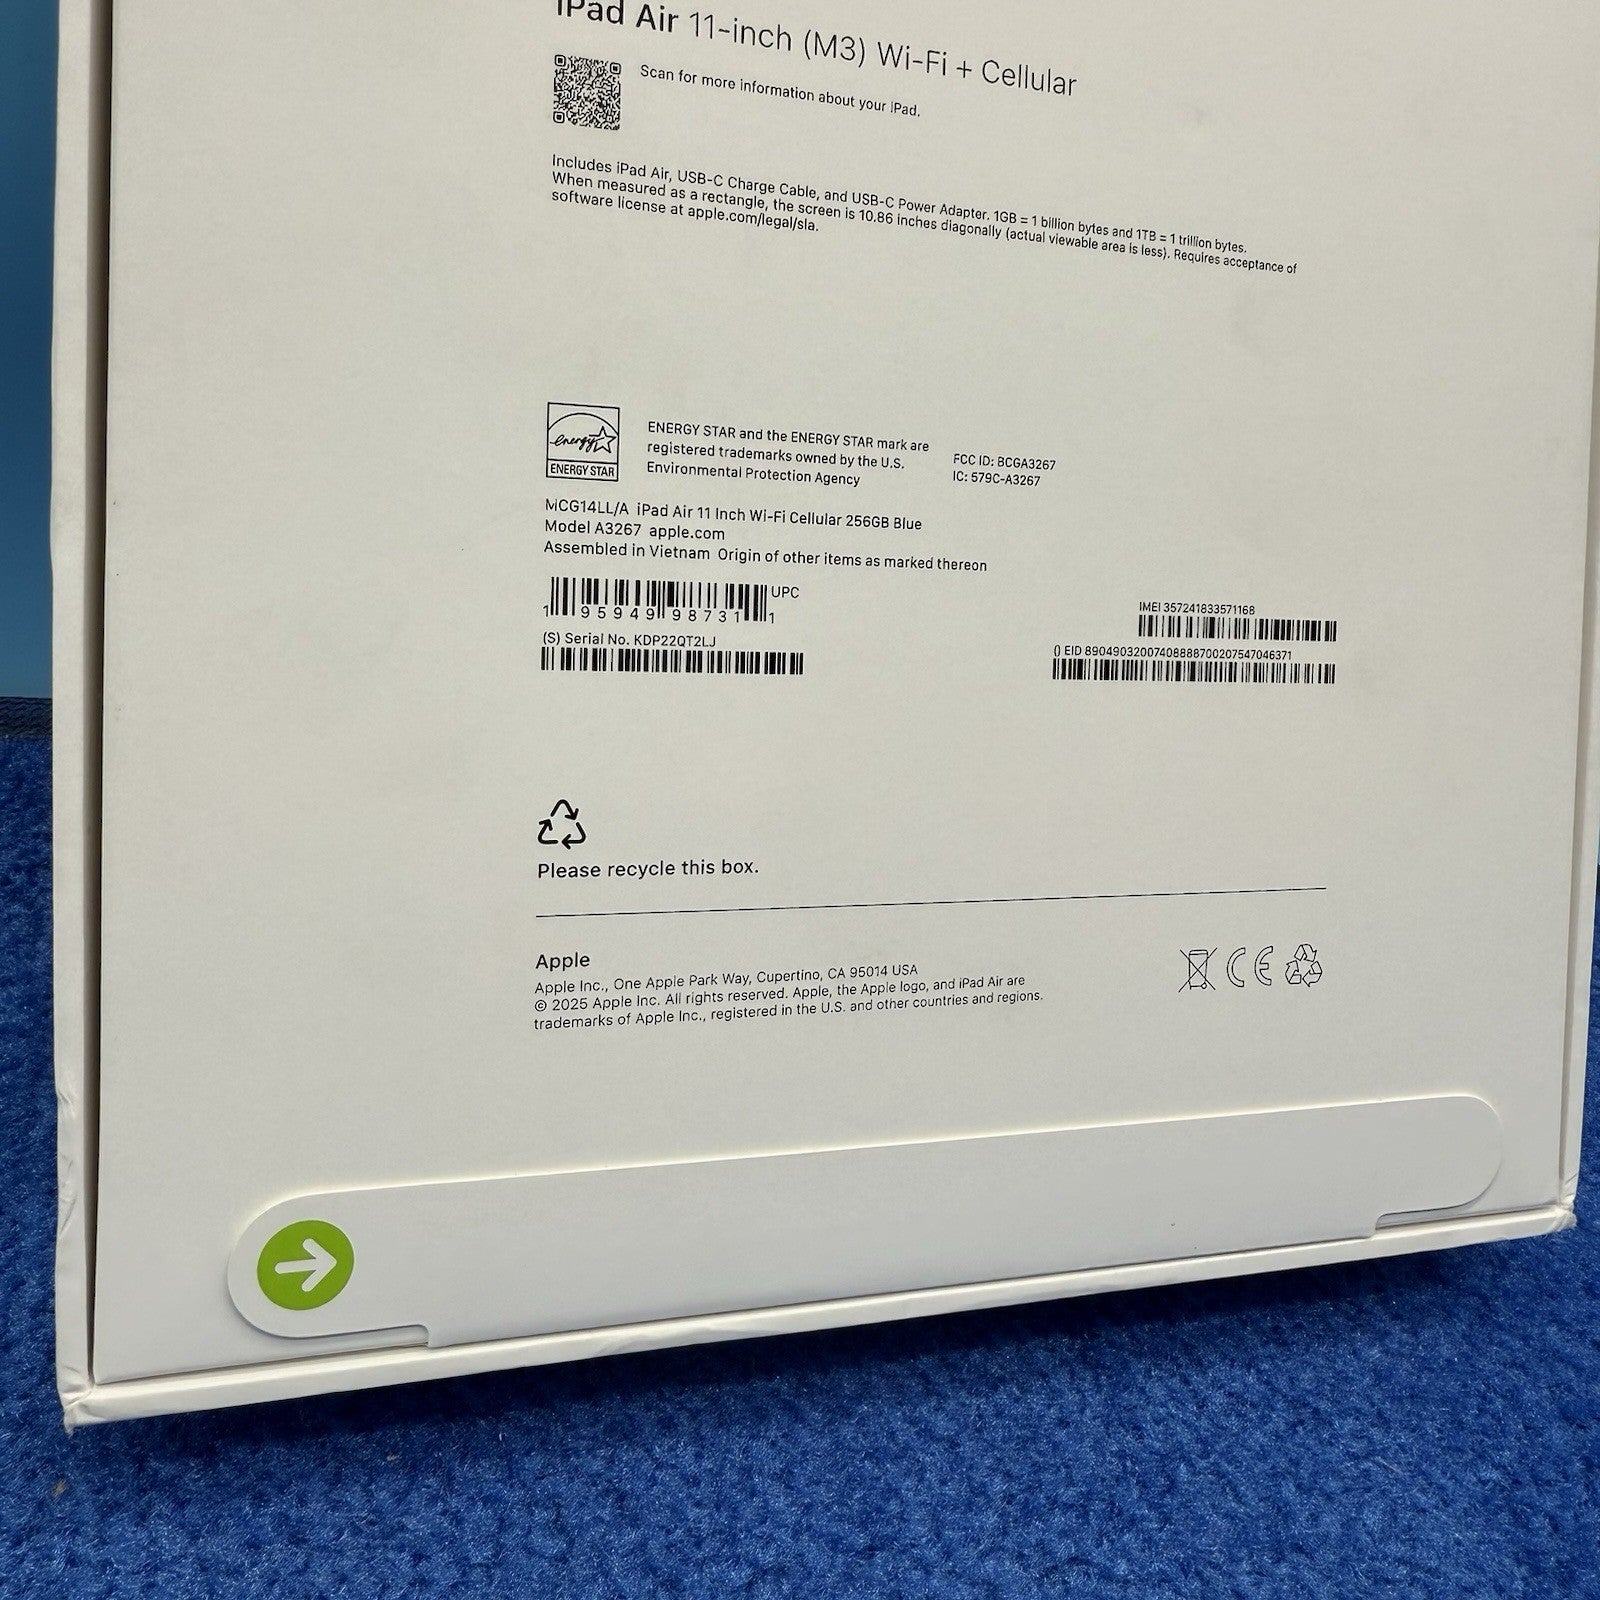 iPad Air 11-inch (M3) Wi-Fi + Cellular
Scan for more information about your iPad.
Includes iPad Air, USB-C Charge Cable, and USB-C Power Adapter. 1GB = 1 billion bytes and 1TB = 1 trillion bytes.
When measured as a rectangle, the screen is 10.86 inches diagonally (actual viewable area is less). Requires acceptance of
software license at apple.com/legal/sla.
energy
ENERGY STAR
ENERGY STAR and the ENERGY STAR mark are
registered trademarks owned by the U.S.
Environmental Protection Agency
FCC ID: BCGA3267
IC: 579C-A3267
MCG14LL/A iPad Air 11 Inch Wi-Fi Cellular 256GB Blue
Model A3267 apple.com
Assembled in Vietnam Origin of other items as marked thereon
UPC
1 95949 98731 1
(S) Serial No. KDP22QT2LJ
IMEI 357241833571168
() EID 89049032007408888700207547046371
Please recycle this box.
Apple
Apple Inc., One Apple Park Way, Cupertino, CA 95014 USA
© 2025 Apple Inc. All rights reserved. Apple, the Apple logo, and iPad Air are
trademarks of Apple Inc., registered in the U.S. and other countries and regions.
CE